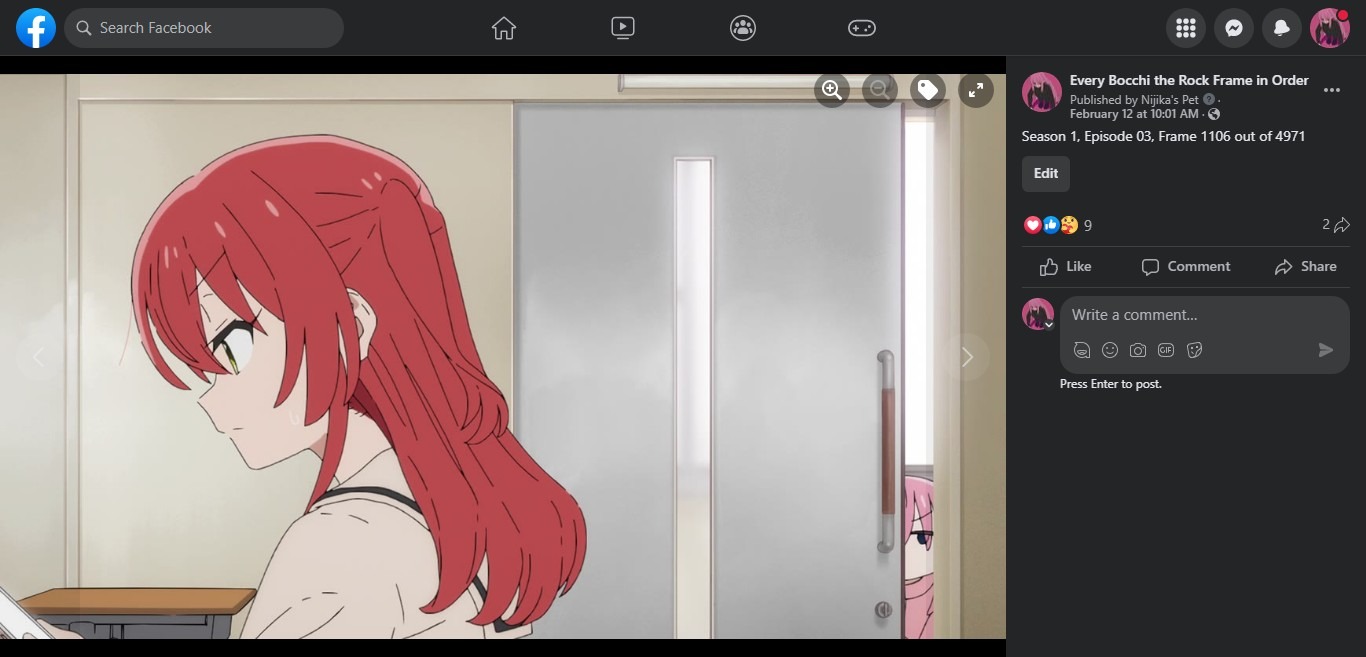 Search Facebook
Every Bocchi the Rock Frame in Order
Published by Nijika's Pet ·
February 12 at 10:01 AM ·
Season 1, Episode 03, Frame 1106 out of 4971
Edit
9
2
Like
Comment
Share
Write a comment...
GIF
Press Enter to post.